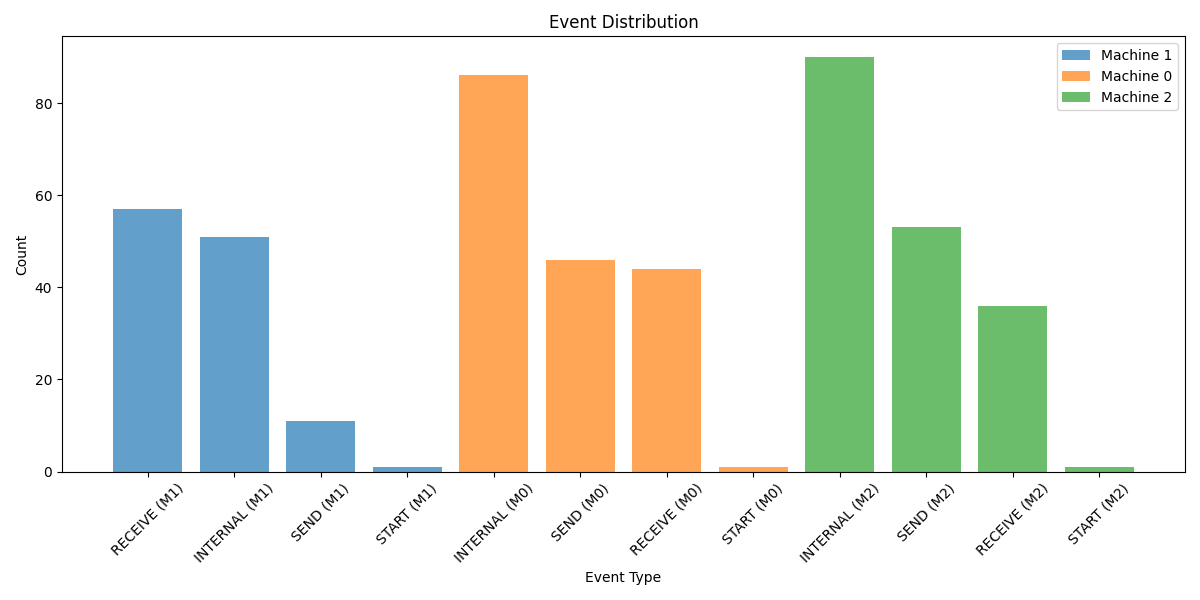 Event Distribution
Machine 1
Machine 0
Machine 2
Count
80
60
40
20
0
RECEIVE (M1)
INTERNAL (M1)
SEND (M1)
START (M1)
INTERNAL (M0)
SEND (M0)
RECEIVE (M0)
START (M0)
INTERNAL (M2)
SEND (M2)
RECEIVE (M2)
START (M2)
Event Type